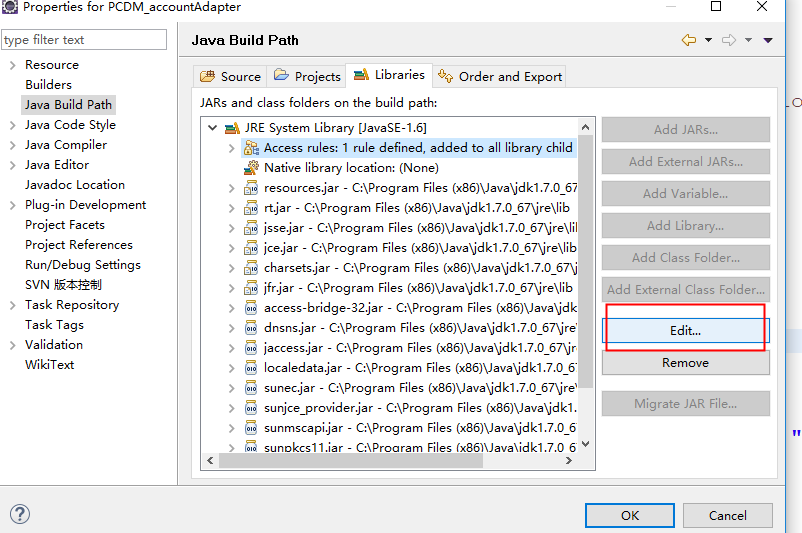 Properties for PCDM_accountAdapter
type filter text
Resource
Builders
Java Build Path
Java Code Style
Java Compiler
Java Editor
Javadoc Location
Plug-in Development
Project Facets
Project References
Run/Debug Settings
SVN 版本控制
Task Repository
Task Tags
Validation
WikiText
Java Build Path
Source
Projects
Libraries
Order and Export
JARs and class folders on the build path:
JRE System Library [JavaSE-1.6]
Access rules: 1 rule defined, added to all library child
Native library location: (None)
resources.jar - C:\Program Files (x86)\Java\jdk1.7.0_67
rt.jar - C:\Program Files (x86)\Java\jdk1.7.0_67\jre\lib
jsse.jar - C:\Program Files (x86)\Java\jdk1.7.0_67\jre\lib
jce.jar - C:\Program Files (x86)\Java\jdk1.7.0_67\jre\lib
charsets.jar - C:\Program Files (x86)\Java\jdk1.7.0_67
jfr.jar - C:\Program Files (x86)\Java\jdk1.7.0_67\jre\lib
access-bridge-32.jar - C:\Program Files (x86)\Java\jd
dnsns.jar - C:\Program Files (x86)\Java\jdk1.7.0_67\jre
jaccess.jar - C:\Program Files (x86)\Java\jdk1.7.0_67\jr
localedata.jar - C:\Program Files (x86)\Java\jdk1.7.0_6
sunec.jar - C:\Program Files (x86)\Java\jdk1.7.0_67\jre\
sunjce_provider.jar - C:\Program Files (x86)\Java\jdk1.
sunmscapi.jar - C:\Program Files (x86)\Java\jdk1.7.0_6
sunpkcs11.jar - C:\Program Files (x86)\Java\jdk1.7.0_6
Add JARs...
Add External JARs...
Add Variable...
Add Library...
Add Class Folder...
Add External Class Folder...
Edit...
Remove
Migrate JAR File...
OK
Cancel